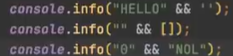 console.info("HELLO" && '');
console.info("" && []);
console.info("0" && "NOL");